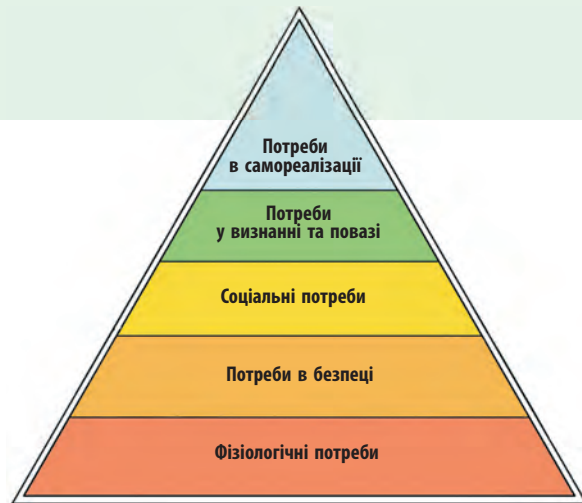 Потреби
в самореалізації
Потреби
у визнанні та повазі
Соціальні потреби
Потреби в безпеці
Фізіологічні потреби